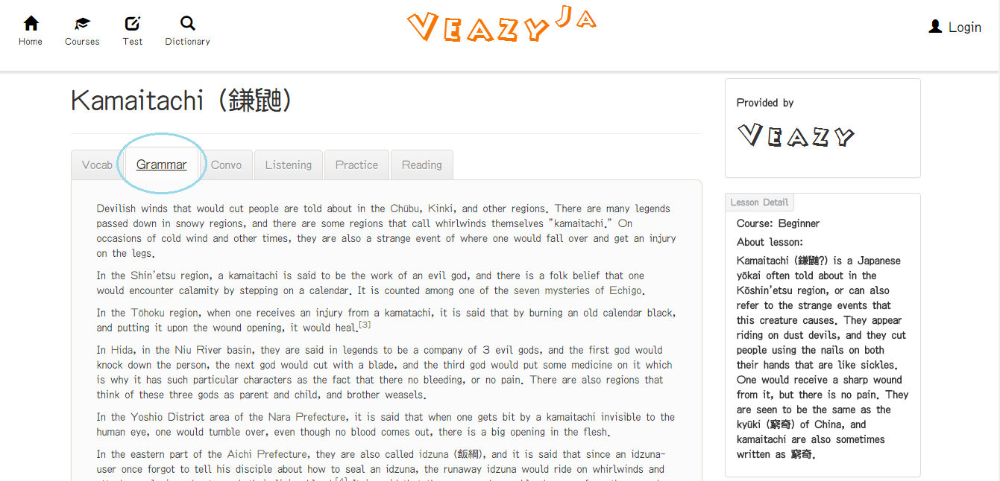 Home
Courses
Test
Dictionary
VEAZY JA
Login
Kamaitachi (鎌鼬)
Vocab
Grammar
Convo
Listening
Practice
Reading
Devilish winds that would cut people are told about in the Chūbu, Kinki, and other regions. There are many legends
passed down in snowy regions, and there are some regions that call whirlwinds themselves "kamaitachi." On
occasions of cold wind and other times, they are also a strange event of where one would fall over and get an injury
on the legs.
In the Shin'etsu region, a kamaitachi is said to be the work of an evil god, and there is a folk belief that one
would encounter calamity by stepping on a calendar. It is counted among one of the seven mysteries of Echigo.
In the Tōhoku region, when one receives an injury from a kamatachi, it is said that by burning an old calendar black,
and putting it upon the wound opening, it would heal.[3]
In Hida, in the Niu River basin, they are said in legends to be a company of 3 evil gods, and the first god would
knock down the person, the next god would cut with a blade, and the third god would put some medicine on it which
is why it has such particular characters as the fact that there no bleeding, or no pain. There are also regions that
think of these three gods as parent and child, and brother weasels.
In the Yoshio District area of the Nara Prefecture, it is said that when one gets bit by a kamaitachi invisible to the
human eye, one would tumble over, even though no blood comes out, there is a big opening in the flesh.
In the eastern part of the Aichi Prefecture, they are also called idzuna (飯綱), and it is said that since an idzuna-
user once forgot to tell his disciple about how to seal an idzuna, the runaway idzuna would ride on whirlwinds and
Provided by
VEAZY
Lesson Detail
Course: Beginner
About lesson:
Kamaitachi (鎌鼬?) is a Japanese
yōkai often told about in the
Kōshin'etsu region, or can also
refer to the strange events that
this creature causes. They appear
riding on dust devils, and they cut
people using the nails on both
their hands that are like sickles.
One would receive a sharp wound
from it, but there is no pain. They
are seen to be the same as the
kyūki (窮奇) of China, and
kamaitachi are also sometimes
written as 窮奇.